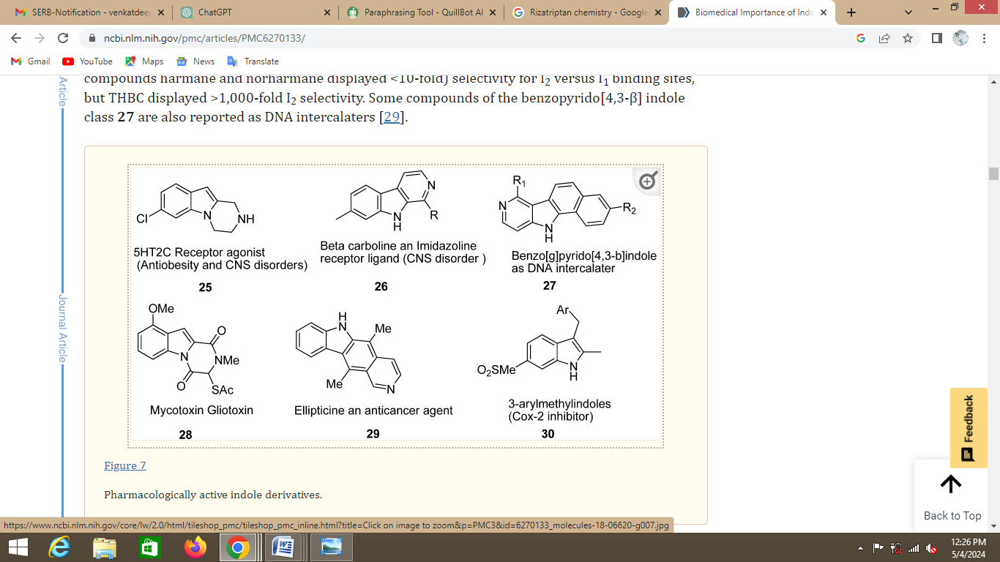 SERB-Notification - venkatdeep
ChatGPT
Paraphrasing Tool - QuillBot AI
Rizatriptan chemistry - Google
Biomedical Importance of Indo
ncbi.nlm.nih.gov/pmc/articles/PMC6270133/
Gmail
YouTube
Maps
News
Translate
Article
Journal Article
compounds harmane and norharmane displayed <10-fold) selectivity for I2 versus I1 binding sites,
but THBC displayed >1,000-fold I2 selectivity. Some compounds of the benzopyrido[4,3-β] indole
class 27 are also reported as DNA intercalaters [29].
Cl
N
NH
5HT2C Receptor agonist
(Antiobesity and CNS disorders)
25
N
N
H
R
Beta carboline an Imidazoline
receptor ligand (CNS disorder )
26
R1
N
N
H
R2
Benzo[g]pyrido[4,3-b]indole
as DNA intercalater
27
OMe
O
N
NMe
O
SAc
Mycotoxin Gliotoxin
28
H
N
Me
Me
N
Ellipticine an anticancer agent
29
Ar
O2SMe
N
H
3-arylmethylindoles
(Cox-2 inhibitor)
30
Figure 7
Pharmacologically active indole derivatives.
Feedback
Back to Top
https://www.ncbi.nlm.nih.gov/core/lw/2.0/html/tileshop_pmc/tileshop_pmc_inline.html?title=Click on image to zoom&p=PMC3&id=6270133_molecules-18-06620-g007.jpg
12:26 PM
5/4/2024